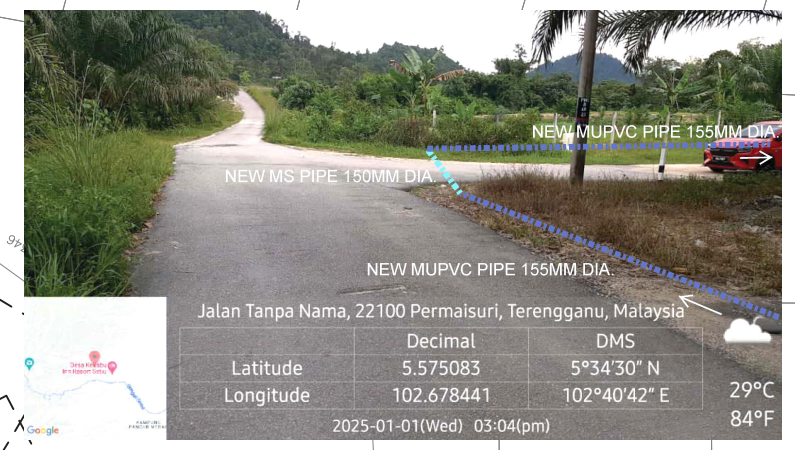 NEW MUPVC PIPE 155MM DIA.
NEW MS PIPE 150MM DIA.
NEW MUPVC PIPE 155MM DIA.
Jalan Tanpa Nama, 22100 Permaisuri, Terengganu, Malaysia
Decimal DMS
Latitude 5.575083 5°34'30" N
Longitude 102.678441 102°40'42" E
2025-01-01(Wed) 03:04(pm)
29°C
84°F
Google
446